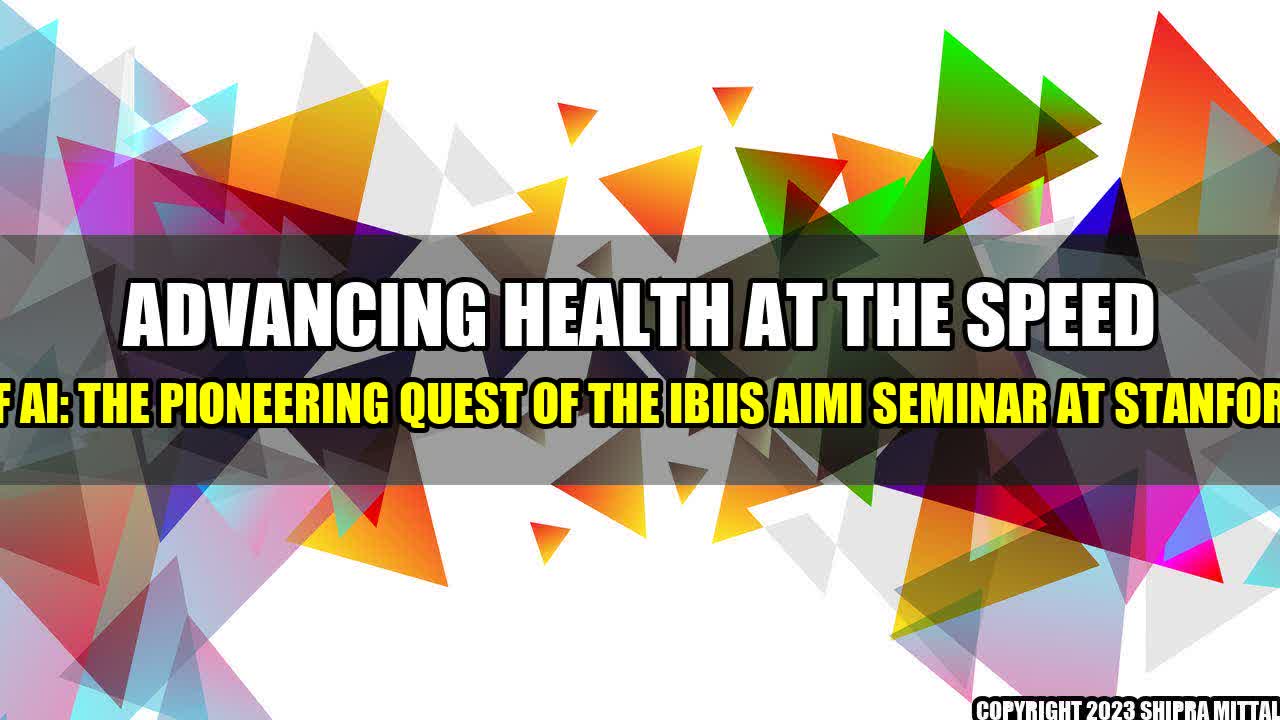 ADVANCING HEALTH AT THE SPEED
F AI: THE PIONEERING QUEST OF THE IBIIS AIMI SEMINAR AT STANFOR
COPYRIGHT 2023 SHIPRA MITTAL